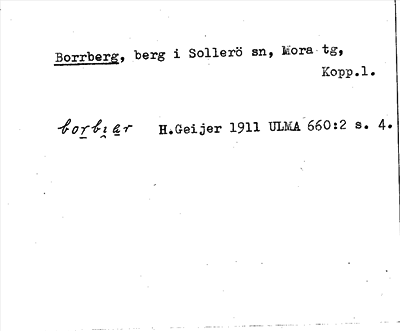 Borrberg, berg i Sollerö sn, Mora tg,
Kopp.l.
H.Geijer 1911 ULMA 660:2 s. 4.